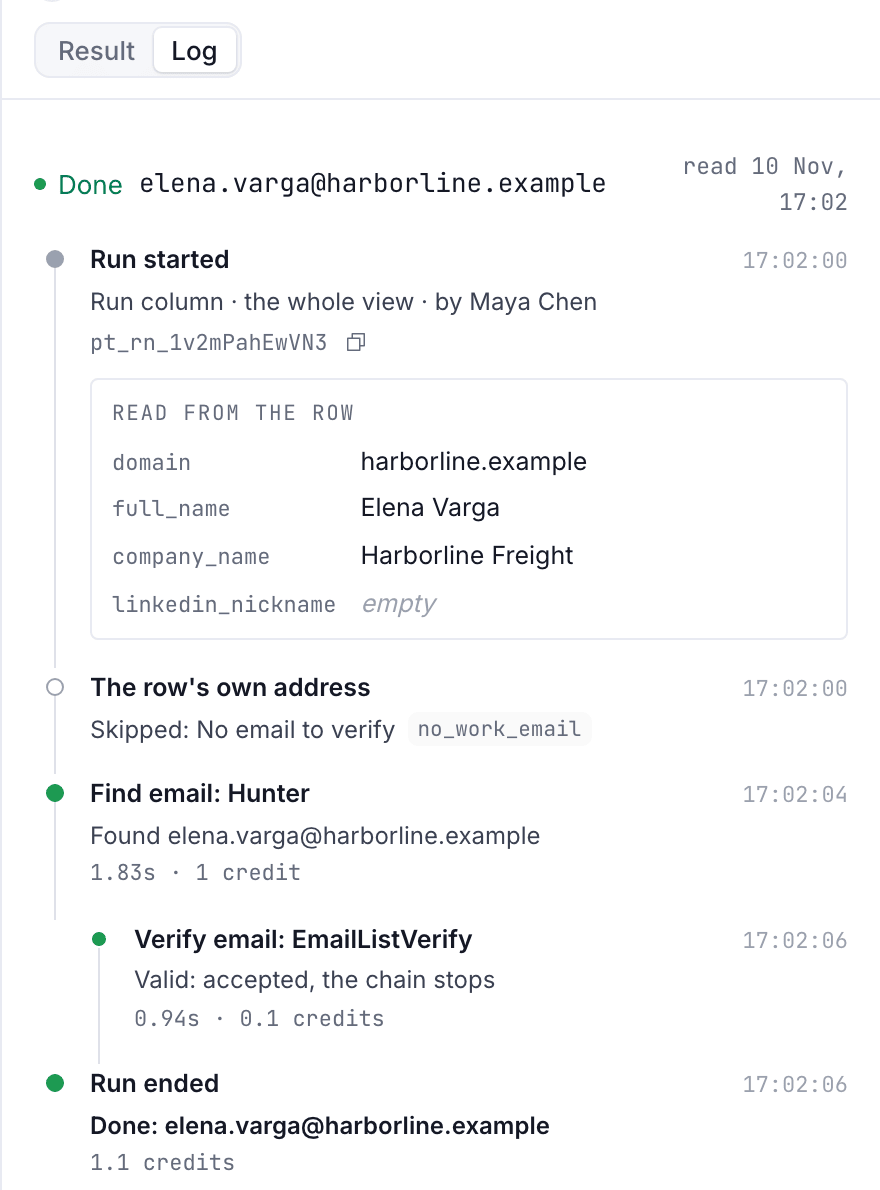 Result Log
Done elena.varga@harborline.example read 10 Nov,
17:02
Run started 17:02:00
Run column · the whole view · by Maya Chen
pt_rn_1v2mPahEwVN3
READ FROM THE ROW
domain harborline.example
full_name Elena Varga
company_name Harborline Freight
linkedin_nickname empty
The row's own address 17:02:00
Skipped: No email to verify no_work_email
Find email: Hunter 17:02:04
Found elena.varga@harborline.example
1.83s · 1 credit
Verify email: EmailListVerify 17:02:06
Valid: accepted, the chain stops
0.94s · 0.1 credits
Run ended 17:02:06
Done: elena.varga@harborline.example
1.1 credits